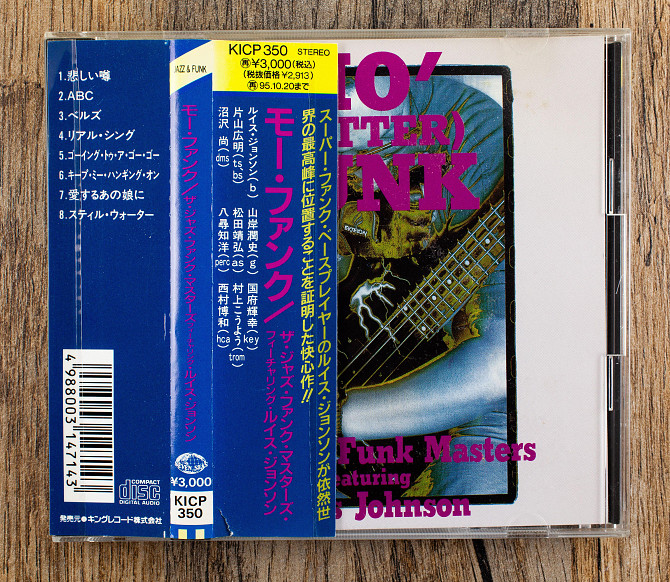 1.悲しい噂
2.ABC
3.ベルズ
4.リアル・シング
5.ゴーイング・トゥ・ア・ゴー・ゴー
6.キープ・ミー・ハンギング・オン
7.愛するあの娘に
8.スティル・ウォーター
4988003147143
COMPACT
disc
DIGITAL AUDIO
発売元●キングレコード株式会社
JAZZ & FUNK
モー・ファンク/ザ・ジャズ・ファンク・マスターズ・フィーチャリング・ルイス・ジョンソン
SEVEN SEAS
¥3,000
KICP
350
KICP 350 STEREO
再¥3,000(税込)
(税抜価格¥2,913)
再95.10.20まで
スーパー・ファンク・ベースプレイヤーのルイス・ジョンソンが依然世
界の最高峰に位置することを証明した快心作!!
モー・ファンク/
ザ・ジャズ・ファンク・マスターズ・
フィーチャリング・ルイス・ジョンソン
ルイス・ジョンソン(b) 山岸潤史(g) 国府輝幸(key)
片山広明(ts,bs) 松田靖弘(as) 村上こうよう(trom)
沼沢 尚(dms) 八尋知洋(perc) 西村博和(hca)
MO'
TTER)
UNK
Funk Masters
eaturing
s Johnson